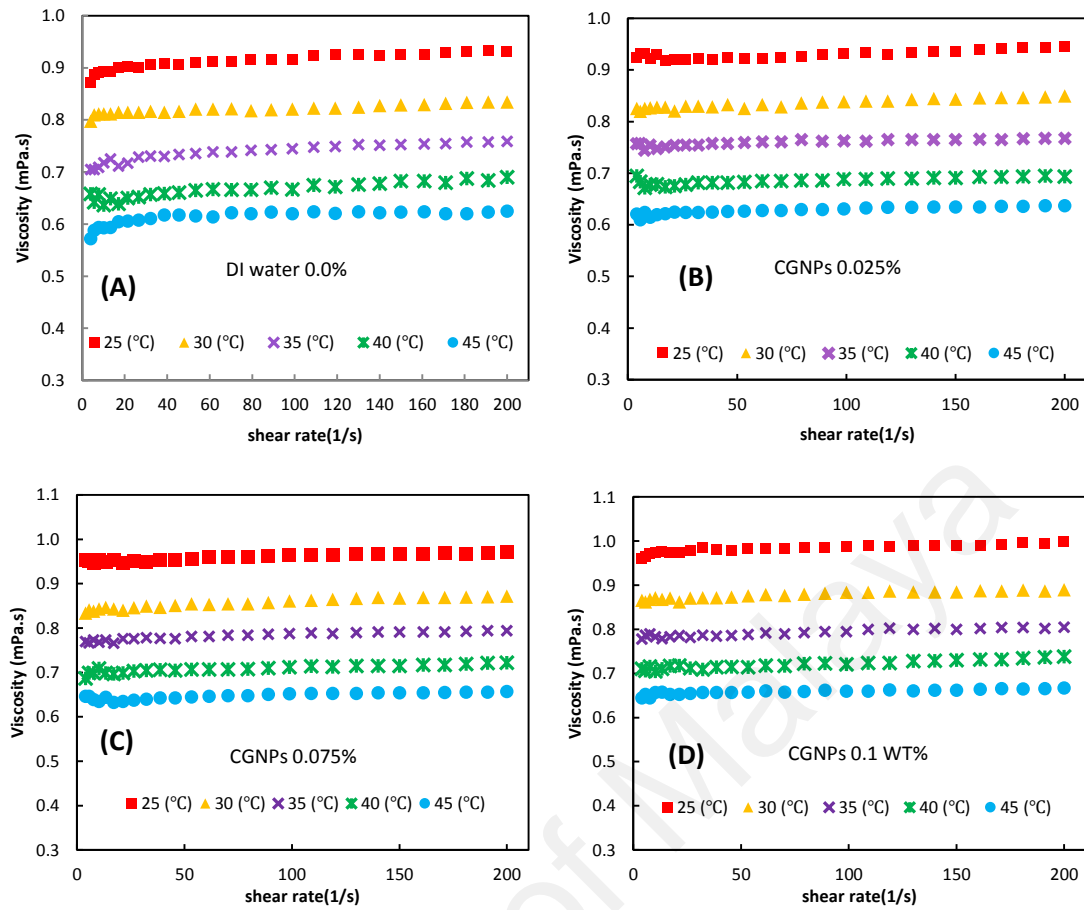 1.0
0.9
0.8
0.7
0.6
0.5
0.4
0.3
Viscosity (mPa.s)
(A)
DI water 0.0%
25 (°C) 30 (°C) 35 (°C) 40 (°C) 45 (°C)
0 20 40 60 80 100 120 140 160 180 200
shear rate(1/s)
1.0
0.9
0.8
0.7
0.6
0.5
0.4
0.3
Viscosity (mPa.s)
(B)
CGNPs 0.025%
25 (°C) 30 (°C) 35 (°C) 40 (°C) 45 (°C)
0 50 100 150 200
shear rate(1/s)
1.1
1.0
0.9
0.8
0.7
0.6
0.5
0.4
0.3
Viscosity (mPa.s)
(C)
CGNPs 0.075%
25 (°C) 30 (°C) 35 (°C) 40 (°C) 45 (°C)
0 50 100 150 200
shear rate(1/s)
1.1
1.0
0.9
0.8
0.7
0.6
0.5
0.4
0.3
Viscosity (mPa.s)
(D)
CGNPs 0.1 WT%
25 (°C) 30 (°C) 35 (°C) 40 (°C) 45 (°C)
0 50 100 150 200
shear rate(1/s)
of Malaya